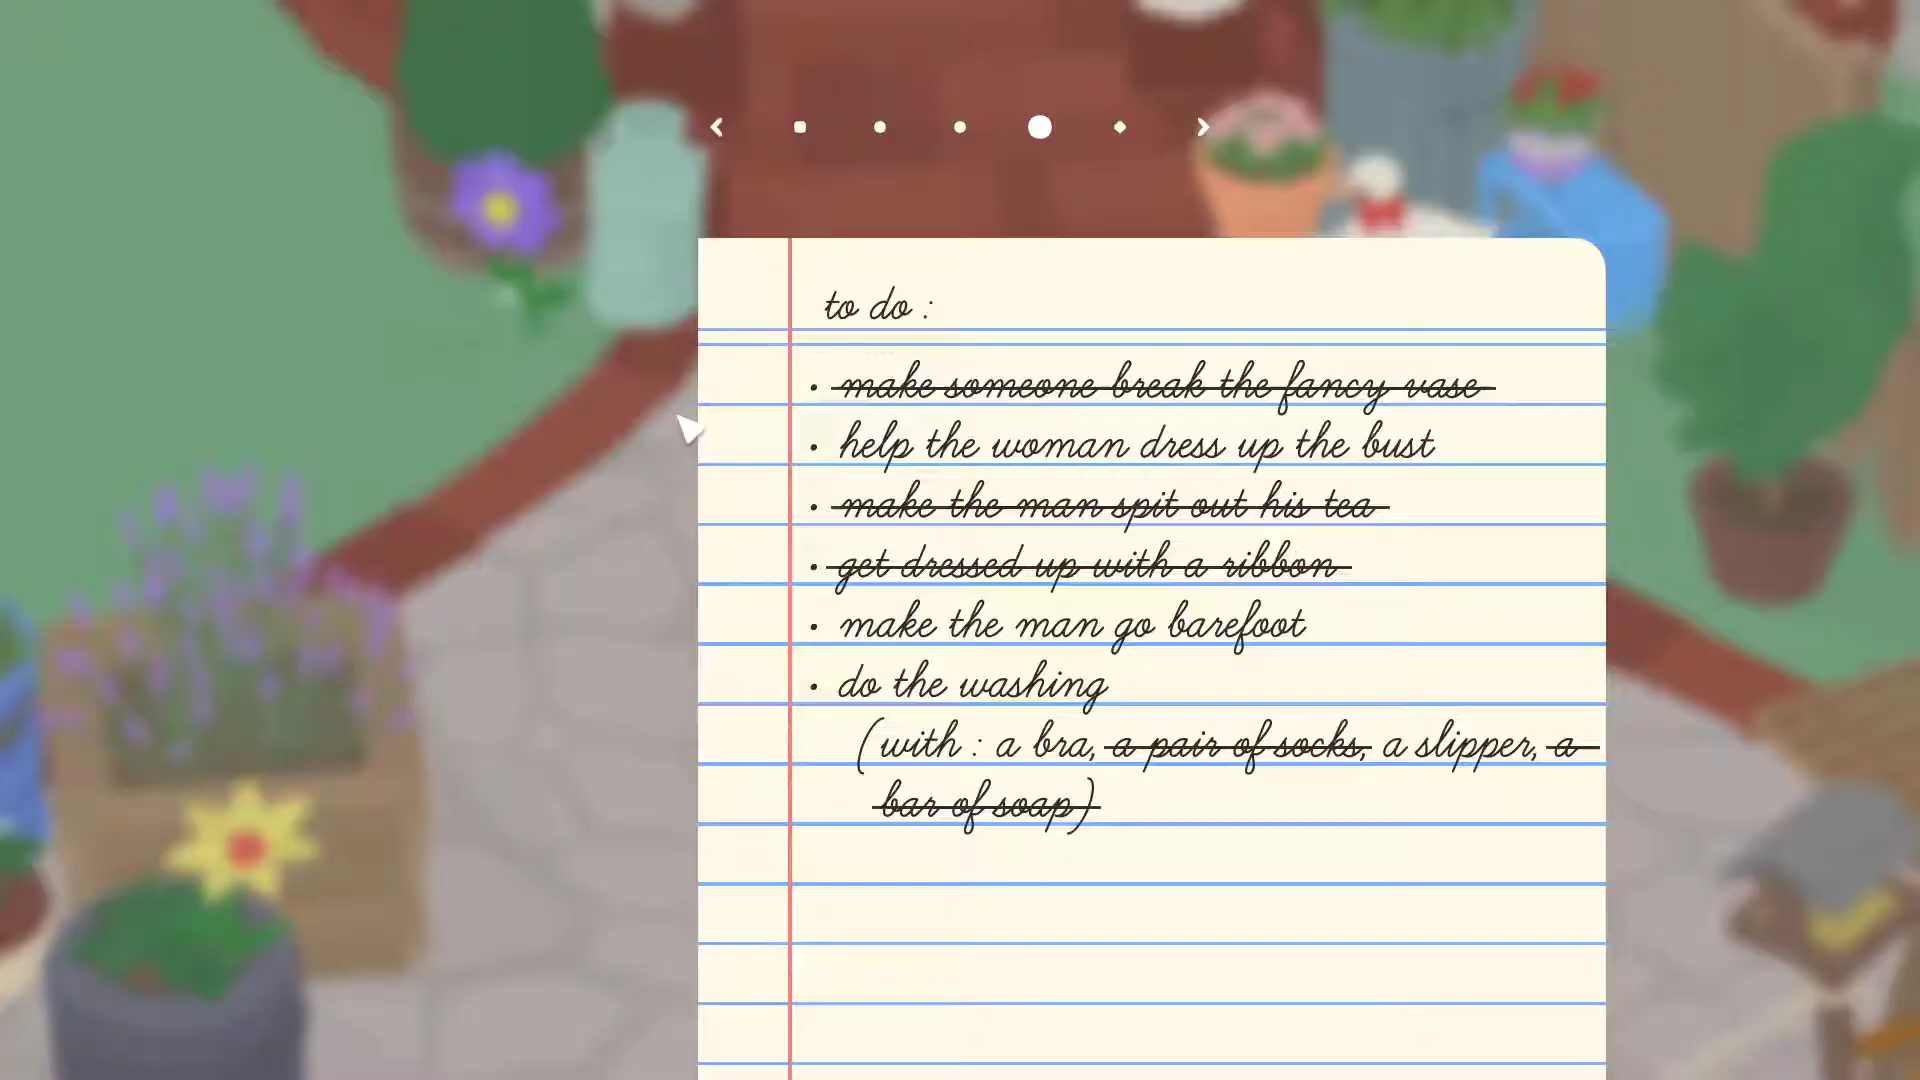 to do :
• make someone break the fancy vase
• help the woman dress up the bust
• make the man spit out his tea
• get dressed up with a ribbon
• make the man go barefoot
• do the washing
(with : a bra, a pair of socks, a slipper, a
bar of soap)